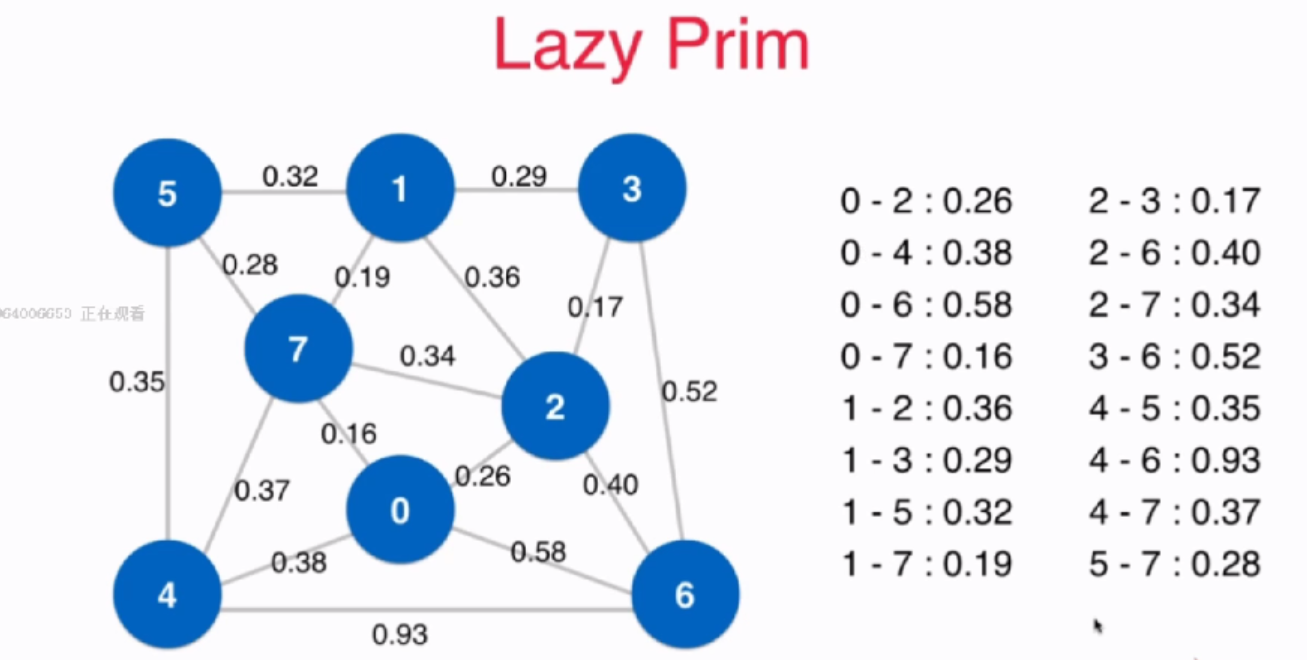 Lazy Prim
5 0.32 1 0.29 3
0.28 0.19 0.36 0.17
正在观看
7 0.34 2
0.35 0.52
0.16
0.37 0 0.26 0.40
4 0.38 0.58 6
0.93
0 - 2 : 0.26 2 - 3 : 0.17
0 - 4 : 0.38 2 - 6 : 0.40
0 - 6 : 0.58 2 - 7 : 0.34
0 - 7 : 0.16 3 - 6 : 0.52
1 - 2 : 0.36 4 - 5 : 0.35
1 - 3 : 0.29 4 - 6 : 0.93
1 - 5 : 0.32 4 - 7 : 0.37
1 - 7 : 0.19 5 - 7 : 0.28